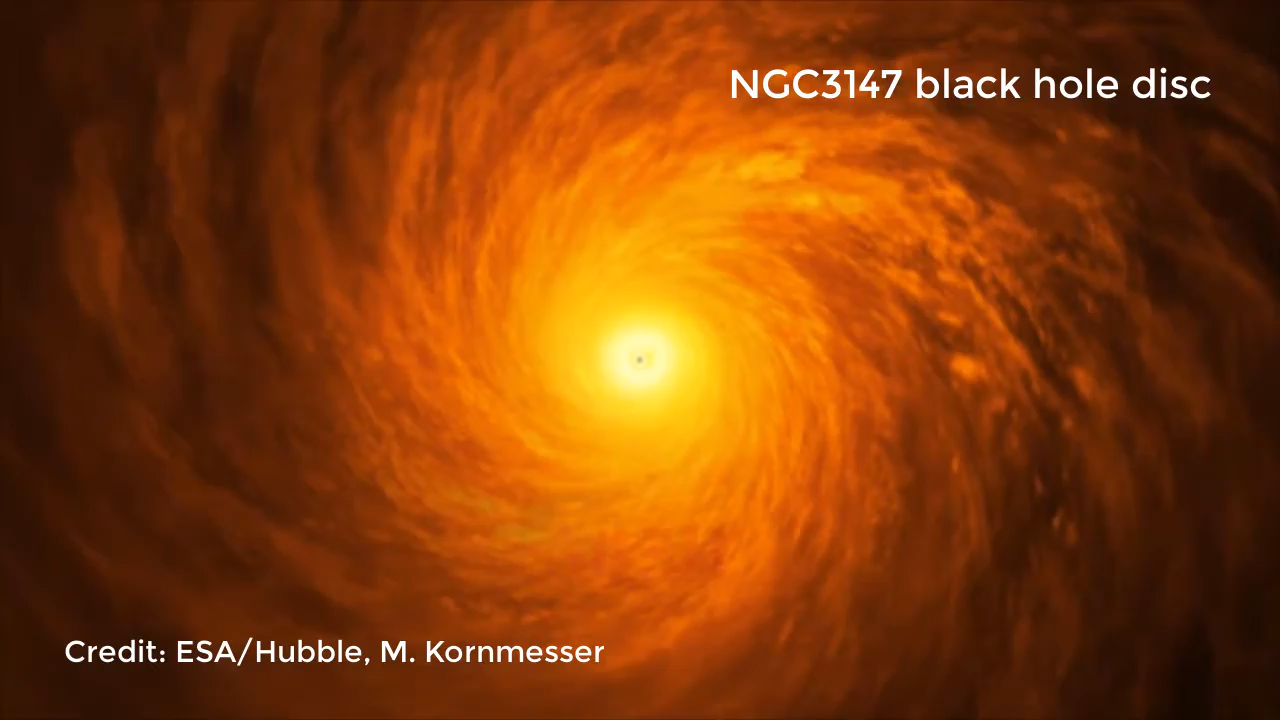 NGC3147 black hole disc
Credit: ESA/Hubble, M. Kornmesser